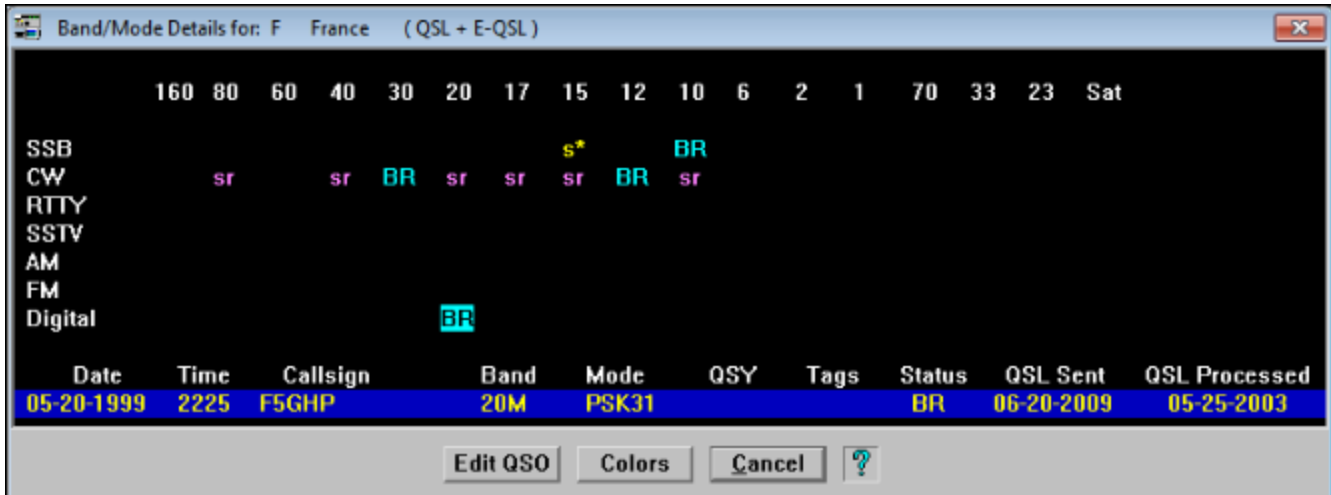 Band/Mode Details for: F France ( QSL + E-QSL )
160 80 60 40 30 20 17 15 12 10 6 2 1 70 33 23 Sat
SSB s* BR
CW sr sr BR sr sr sr BR sr
RTTY
SSTV
AM
FM
Digital BR
Date Time Callsign Band Mode QSY Tags Status QSL Sent QSL Processed
05-20-1999 2225 F5GHP 20M PSK31 BR 06-20-2009 05-25-2003
Edit QSO Colors Cancel ?